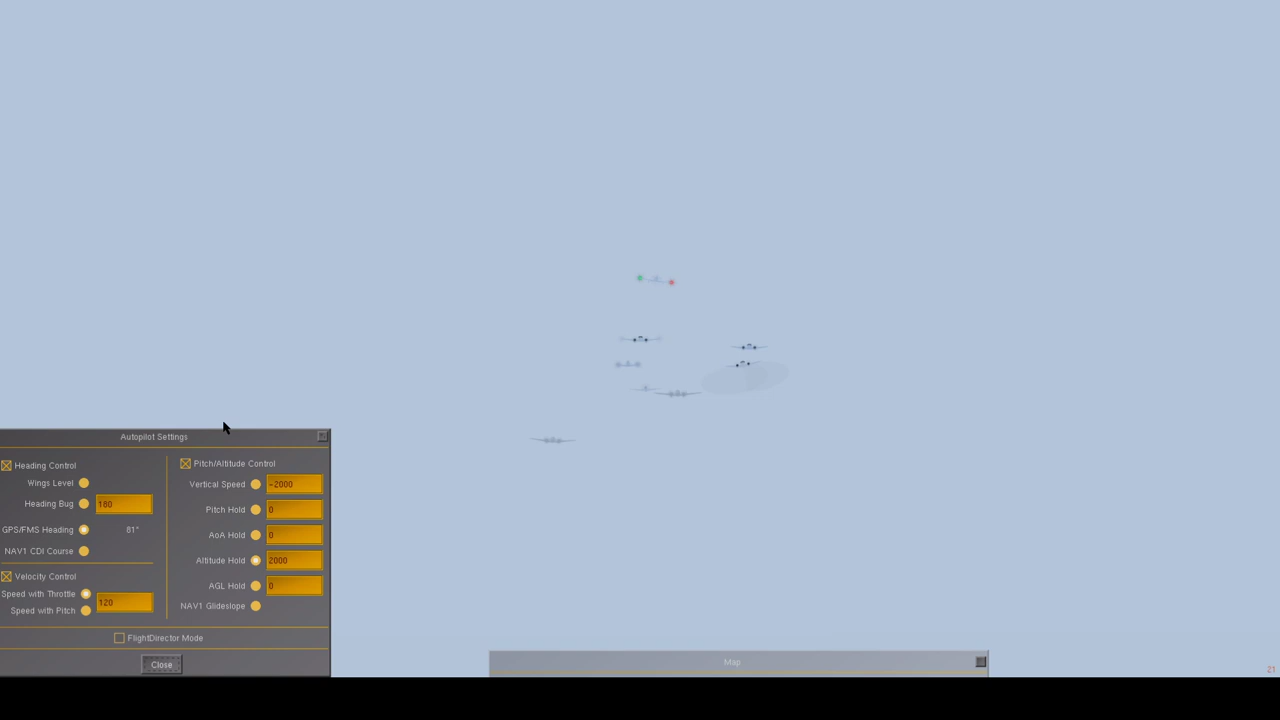 Autopilot Settings
Heading Control
Wings Level
Heading Bug 160
GPS/FMS Heading 81°
NAV1 CDI Course
Velocity Control
Speed with Throttle 120
Speed with Pitch
Pitch/Altitude Control
Vertical Speed -2000
Pitch Hold 0
AoA Hold 0
Altitude Hold 2000
AGL Hold 0
NAV1 Glideslope
FlightDirector Mode
Close
Map
21